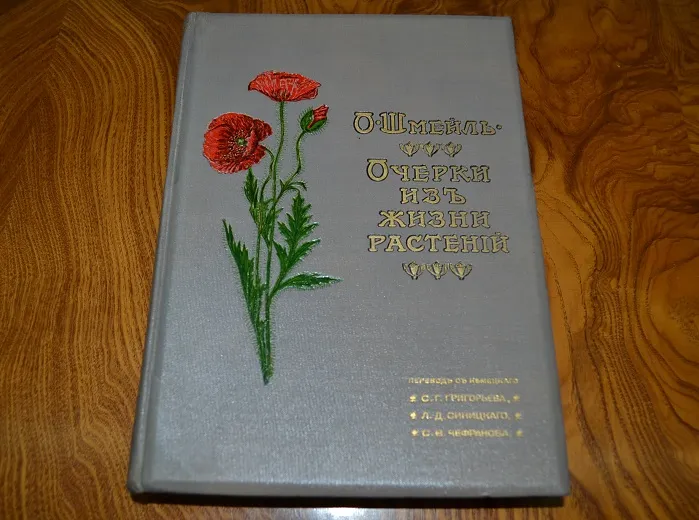 О·ШМЕЙЛЬ·
ОЧЕРКИ
ИЗЪ
ЖИЗНИ
РАСТЕНІЙ
ПЕРЕВОДЪ СЪ НѢМЕЦКАГО
С. Г. ГРИГОРЬЕВА,
Л. Д. СИНИЦКАГО,
С. В. ЧЕФРАНОВА.